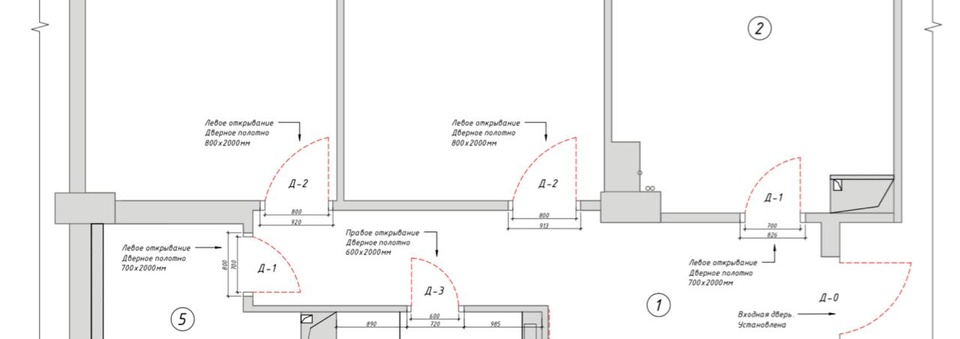 2
Левое открывание
Дверное полотно
800х2000мм
Левое открывание
Дверное полотно
800х2000мм
Д-2
Д-2
Д-1
800
920
800
913
700
826
Левое открывание
Дверное полотно
700х2000мм
800
700
Д-1
Правое открывание
Дверное полотно
600х2000мм
Левое открывание
Дверное полотно
700х2000мм
Д-3
Д-0
1
5
Входная дверь.
Установлена
600
890
720
985